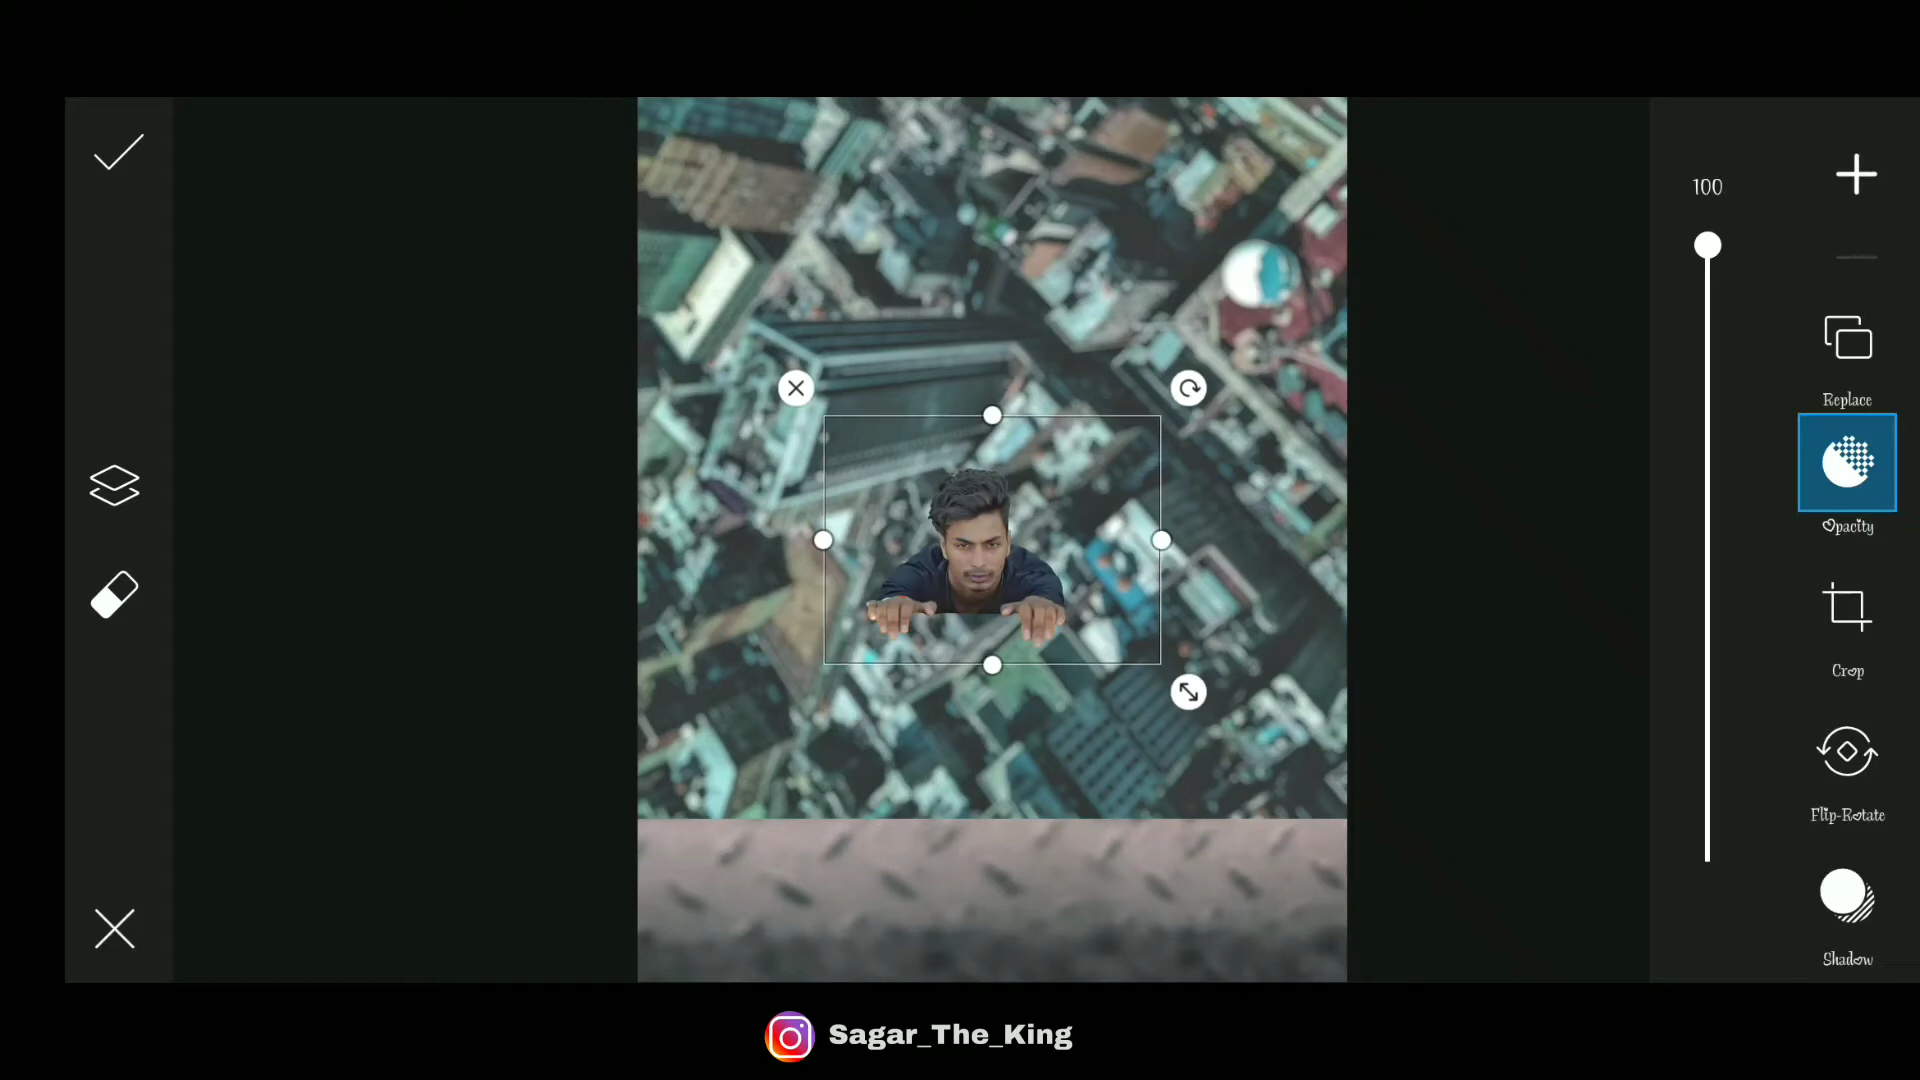 100
Replace
Opacity
Crop
Flip-Rotate
Shadow
Sagar_The_King